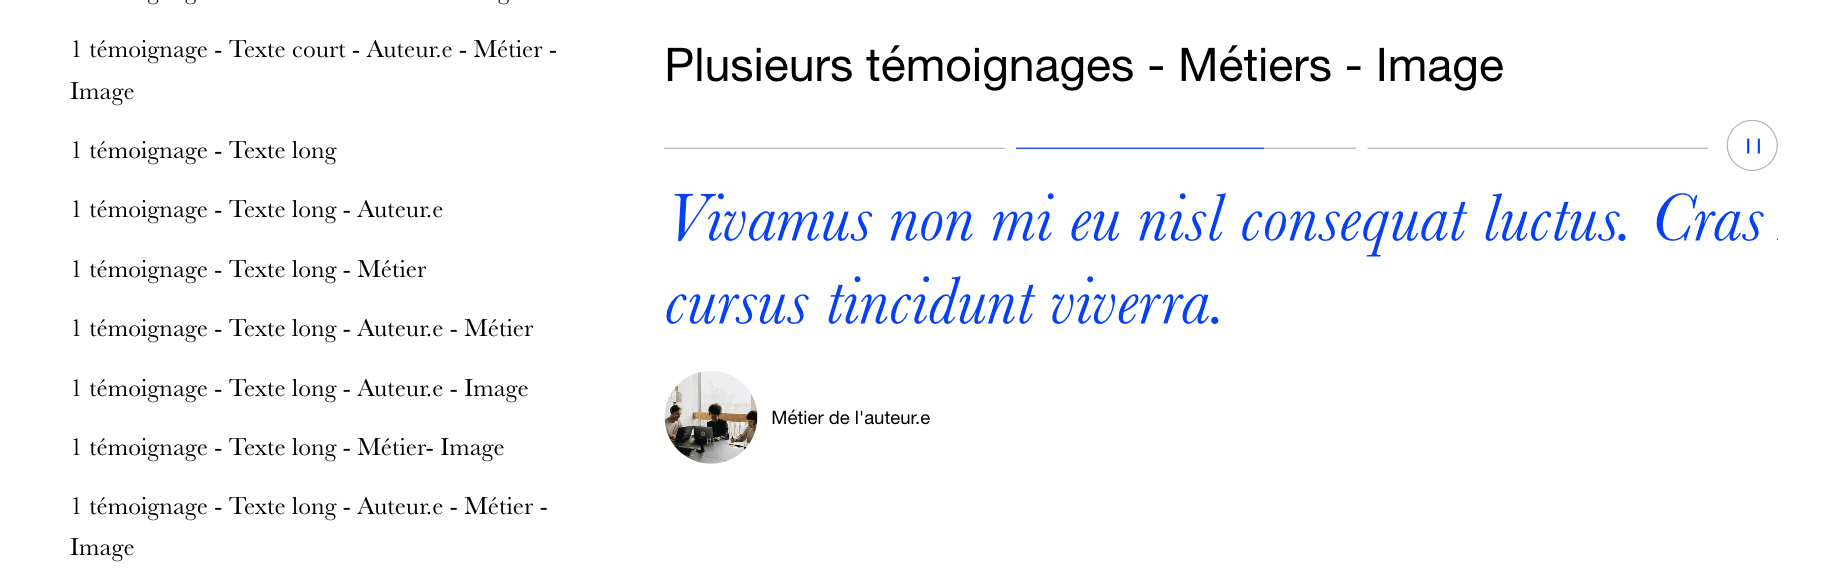 1 témoignage - Texte court - Auteur.e - Métier -
Image
1 témoignage - Texte long
1 témoignage - Texte long - Auteur.e
1 témoignage - Texte long - Métier
1 témoignage - Texte long - Auteur.e - Métier
1 témoignage - Texte long - Auteur.e - Image
1 témoignage - Texte long - Métier- Image
1 témoignage - Texte long - Auteur.e - Métier -
Image
Plusieurs témoignages - Métiers - Image
Vivamus non mi eu nisl consequat luctus. Cras
cursus tincidunt viverra.
Métier de l'auteur.e